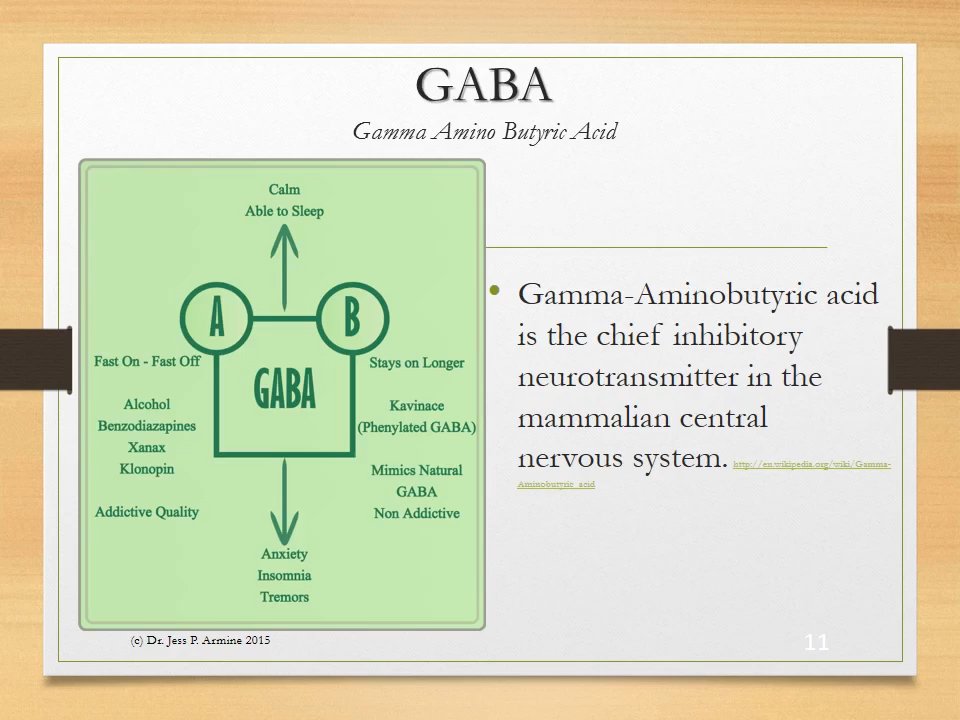 GABA
Gamma Amino Butyric Acid
Calm
Able to Sleep
A
B
GABA
Fast On - Fast Off
Alcohol
Benzodiazapines
Xanax
Klonopin
Addictive Quality
Stays on Longer
Kavinace
(Phenylated GABA)
Mimics Natural
GABA
Non Addictive
Anxiety
Insomnia
Tremors
• Gamma-Aminobutyric acid
is the chief inhibitory
neurotransmitter in the
mammalian central
nervous system. http://en.wikipedia.org/wiki/Gamma-
Aminobutyric_acid
(c) Dr. Jess P. Armine 2015
11